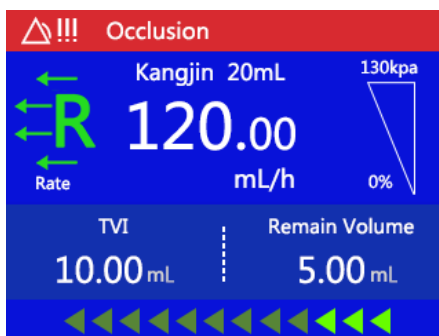 !!! Occlusion
Kangjin 20mL
130kpa
R
120.00
Rate
mL/h
0%
TVI
Remain Volume
10.00 mL
5.00 mL